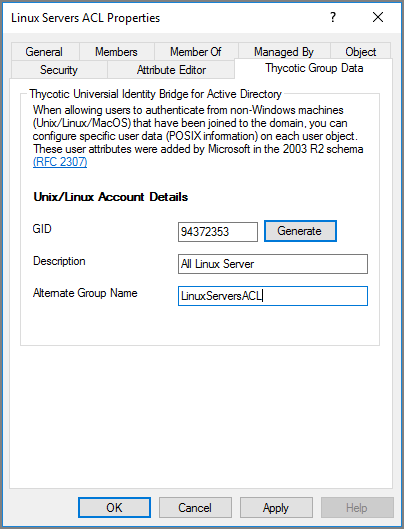 Linux Servers ACL Properties
General Members Member Of Managed By Object
Security Attribute Editor Thycotic Group Data
Thycotic Univiersial Identity Bridge for Active Directory
When allowing users to authenticate from non-Windows machines
(Unix/Linux/MacOS) that have been joined to the domain, you can
configure specific user data (POSIX information) on each user object.
These user attributes were added by Microsoft in the 2003 R2 schema
(RFC 2307)
Unix/Linux Account Details
GID 94372353 Generate
Description All Linux Server
Alternate Group Name LinuxServersACL
OK Cancel Apply Help